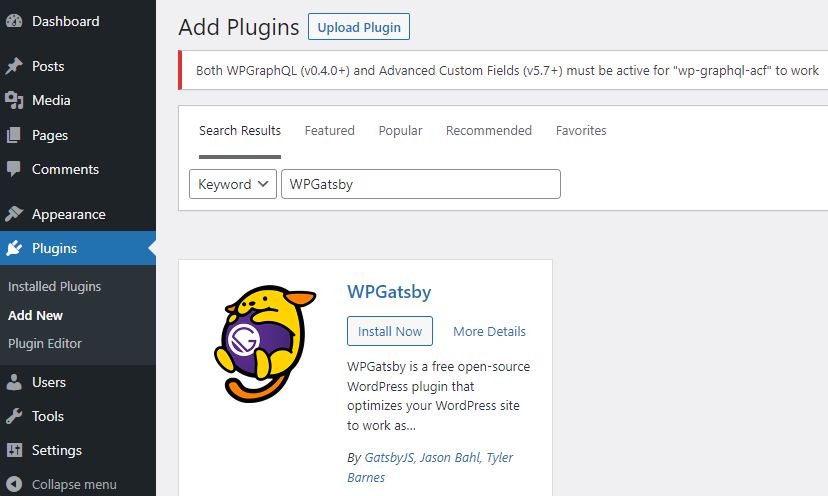 Dashboard
Posts
Media
Pages
Comments
Appearance
Plugins
Installed Plugins
Add New
Plugin Editor
Users
Tools
Settings
Collapse menu
Add Plugins Upload Plugin
Both WPGraphQL (v0.4.0+) and Advanced Custom Fields (v5.7+) must be active for "wp-graphql-acf" to work
Search Results Featured Popular Recommended Favorites
Keyword WPGatsby
WPGatsby
Install Now More Details
WPGatsby is a free open-source
WordPress plugin that
optimizes your WordPress site
to work as…
By GatsbyJS, Jason Bahl, Tyler
Barnes